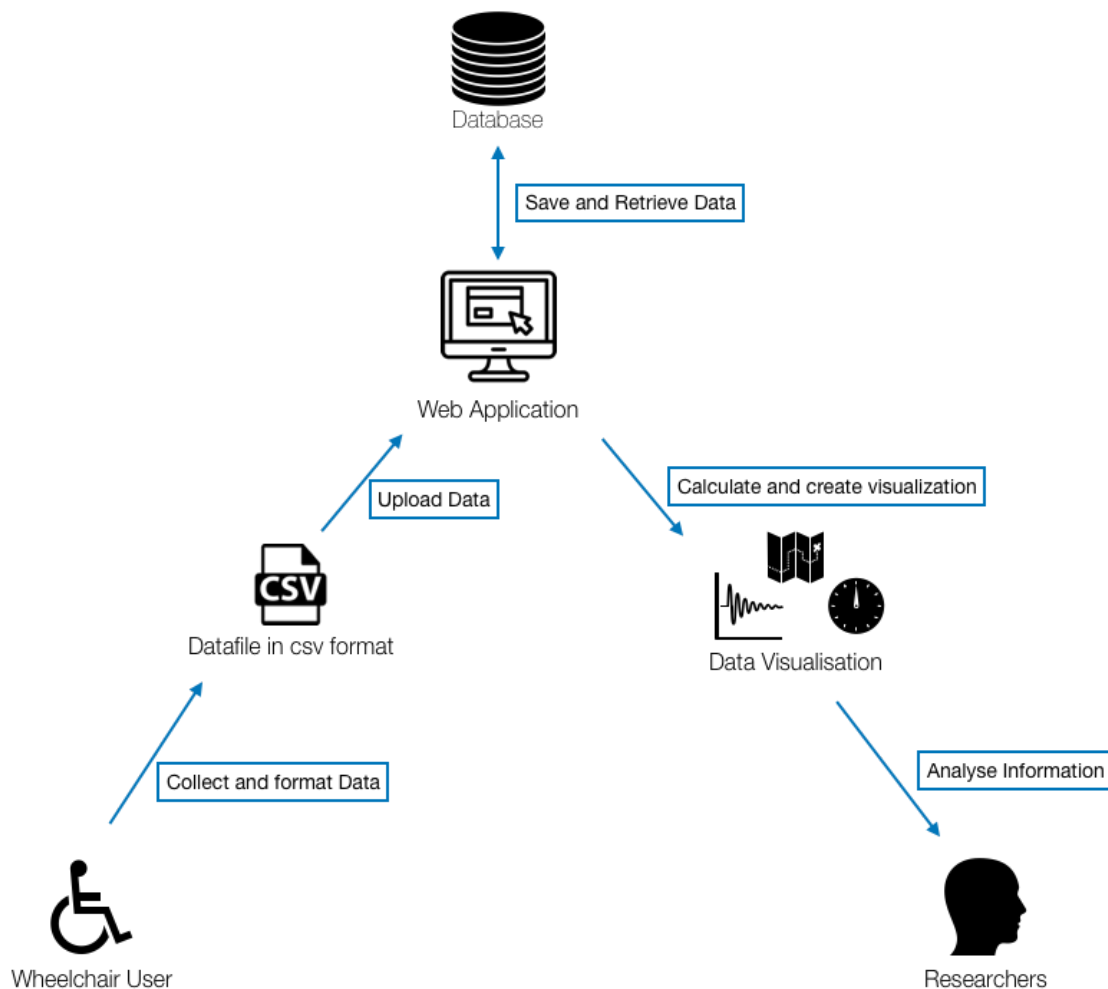 Database
Save and Retrieve Data
Web Application
Upload Data
Calculate and create visualization
CSV
Datafile in csv format
Data Visualisation
Collect and format Data
Analyse Information
Wheelchair User
Researchers